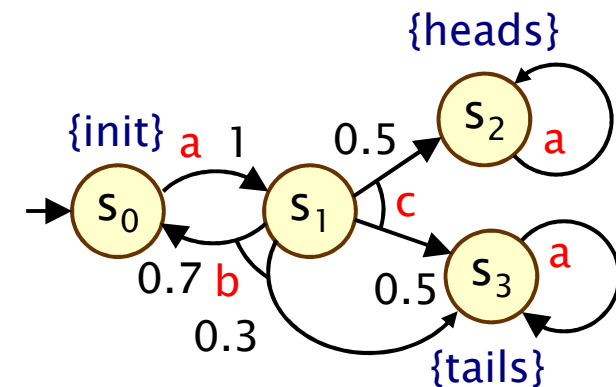 {heads}
{init}
a
1
0.5
s₂
a
s₀
s₁
c
0.7
b
0.5
s₃
a
0.3
{tails}